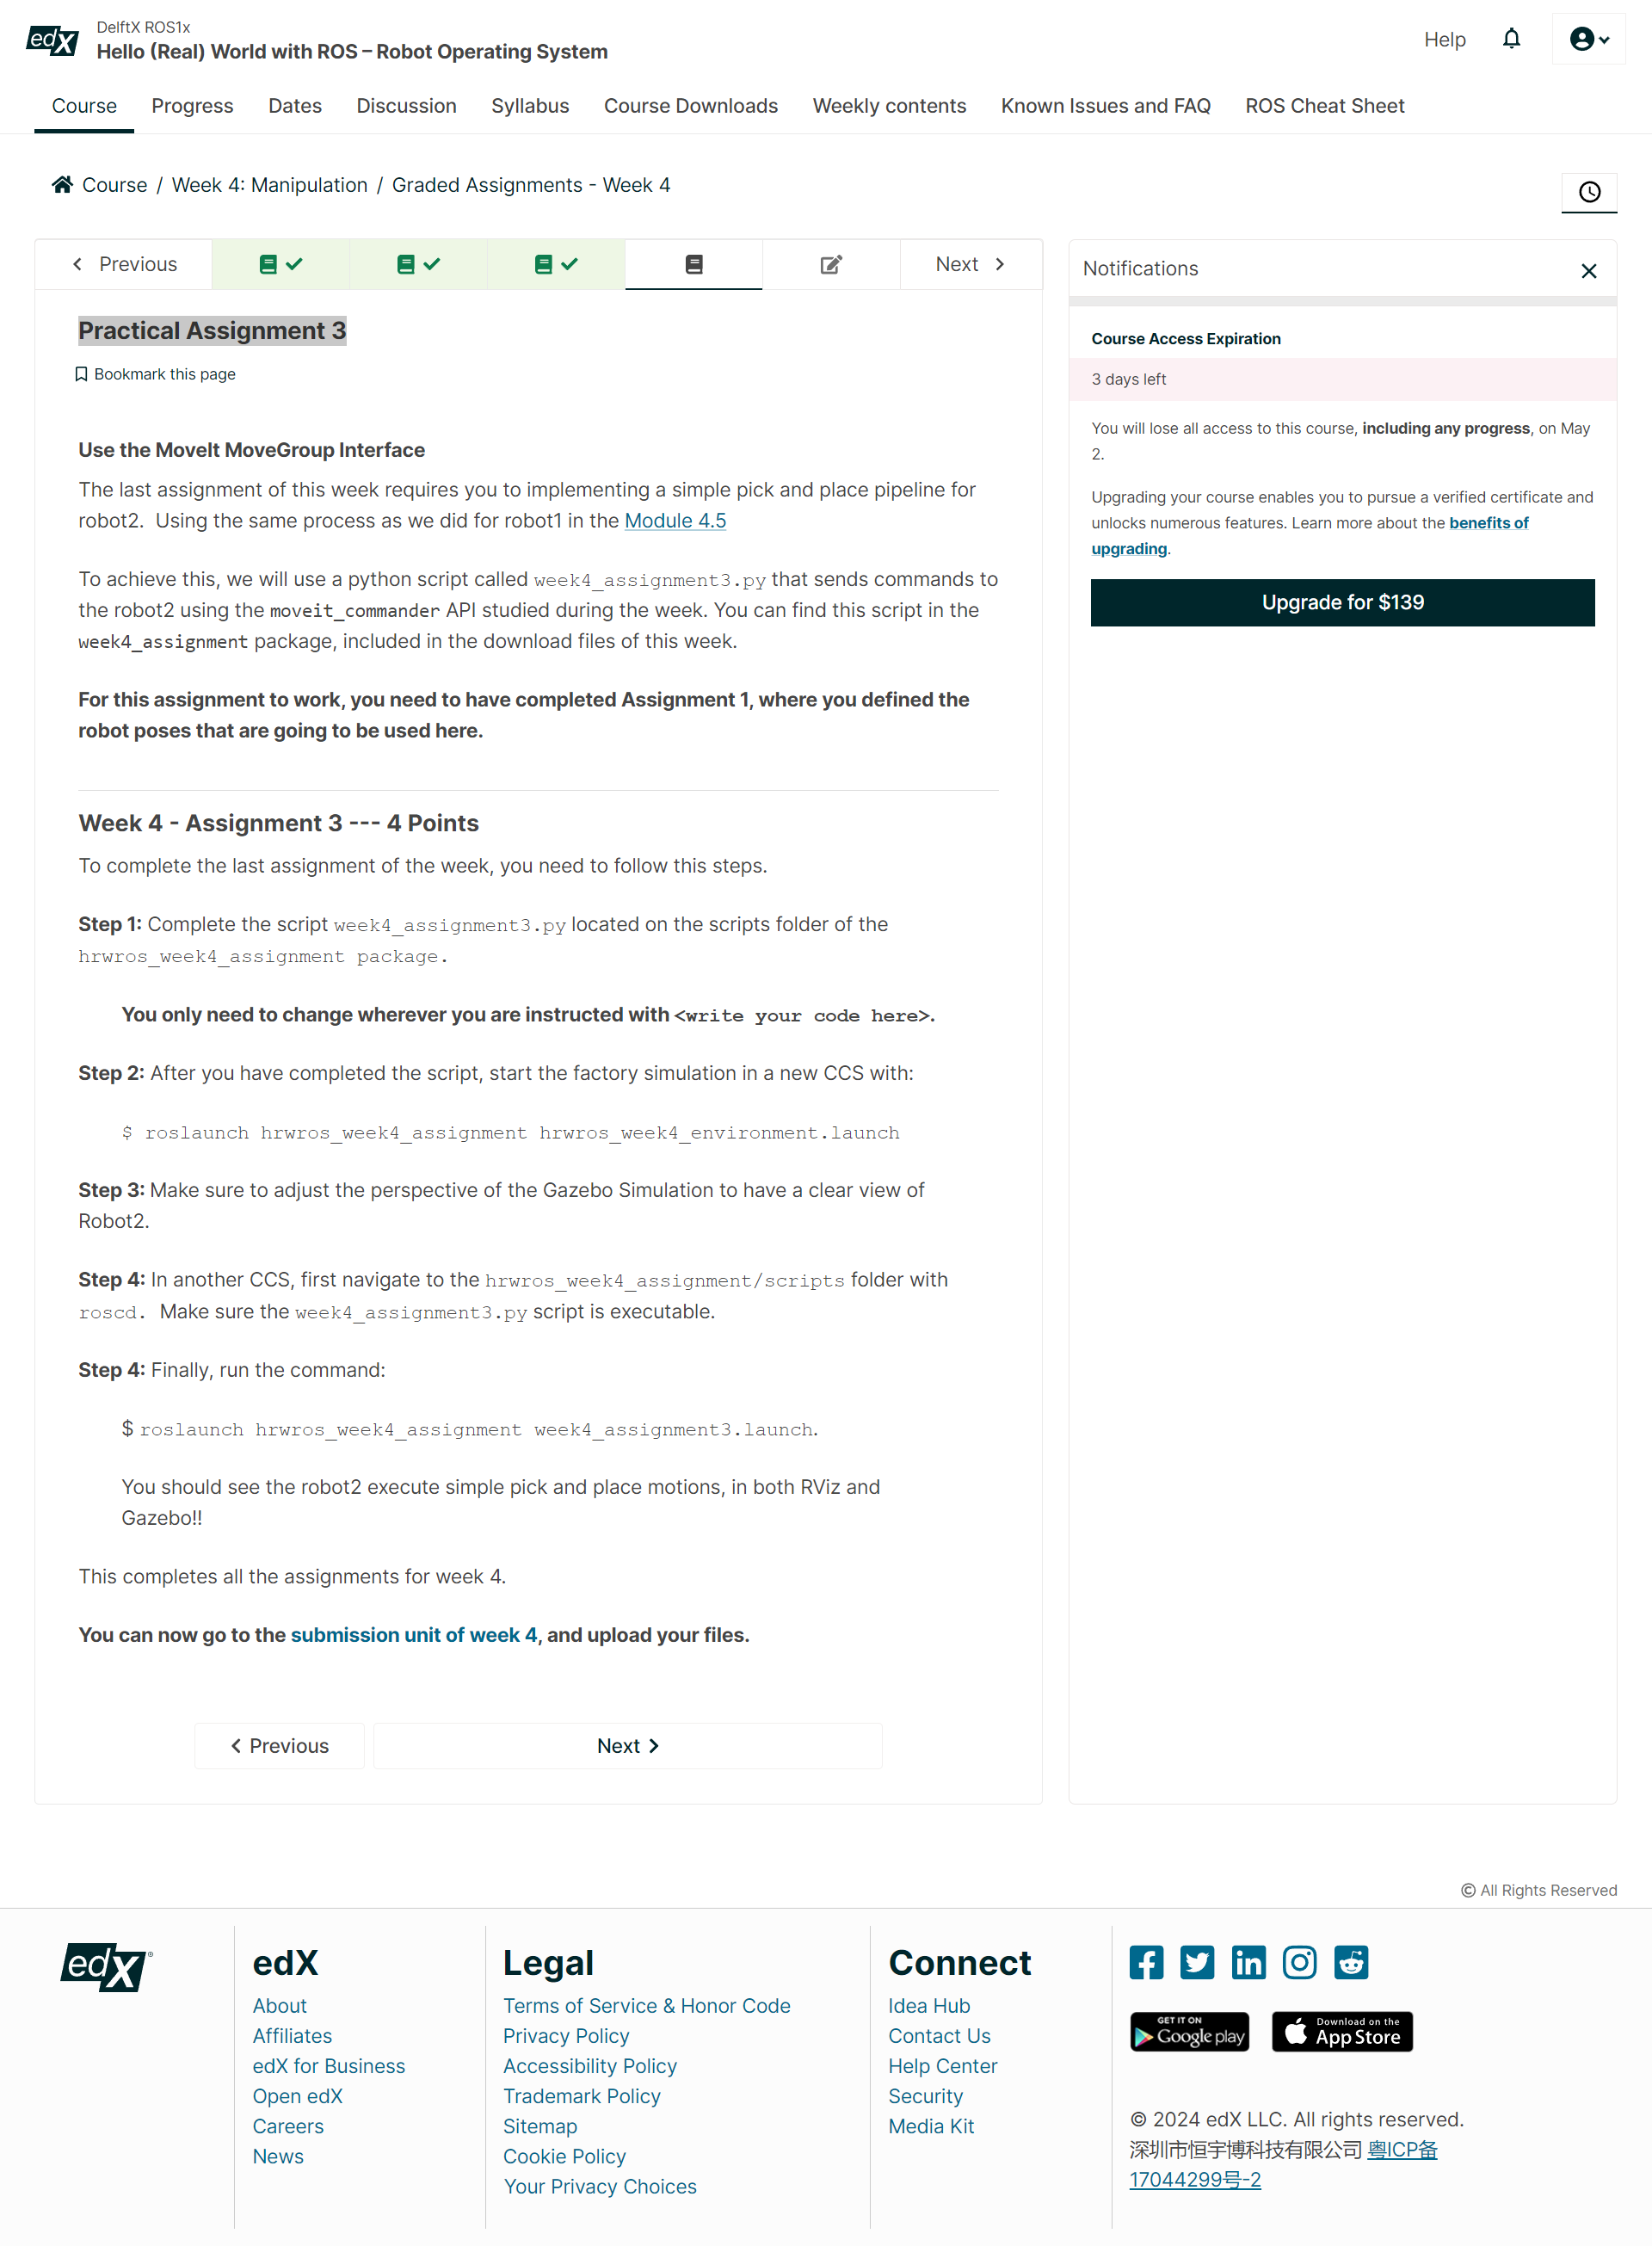 edX
DelftX ROS1x
Hello (Real) World with ROS – Robot Operating System
Help
Course Progress Dates Discussion Syllabus Course Downloads Weekly contents Known Issues and FAQ ROS Cheat Sheet
Course / Week 4: Manipulation / Graded Assignments - Week 4
Previous
Next
Practical Assignment 3
Bookmark this page
Use the MoveIt MoveGroup Interface
The last assignment of this week requires you to implementing a simple pick and place pipeline for
robot2. Using the same process as we did for robot1 in the Module 4.5
To achieve this, we will use a python script called week4_assignment3.py that sends commands to
the robot2 using the moveit_commander API studied during the week. You can find this script in the
week4_assignment package, included in the download files of this week.
For this assignment to work, you need to have completed Assignment 1, where you defined the
robot poses that are going to be used here.
Week 4 - Assignment 3 --- 4 Points
To complete the last assignment of the week, you need to follow this steps.
Step 1: Complete the script week4_assignment3.py located on the scripts folder of the
hrwros_week4_assignment package.
You only need to change wherever you are instructed with <write your code here>.
Step 2: After you have completed the script, start the factory simulation in a new CCS with:
$ roslaunch hrwros_week4_assignment hrwros_week4_environment.launch
Step 3: Make sure to adjust the perspective of the Gazebo Simulation to have a clear view of
Robot2.
Step 4: In another CCS, first navigate to the hrwros_week4_assignment/scripts folder with
roscd. Make sure the week4_assignment3.py script is executable.
Step 4: Finally, run the command:
$ roslaunch hrwros_week4_assignment week4_assignment3.launch.
You should see the robot2 execute simple pick and place motions, in both RViz and
Gazebo!!
This completes all the assignments for week 4.
You can now go to the submission unit of week 4, and upload your files.
Previous
Next
Notifications
Course Access Expiration
3 days left
You will lose all access to this course, including any progress, on May
2.
Upgrading your course enables you to pursue a verified certificate and
unlocks numerous features. Learn more about the benefits of
upgrading.
Upgrade for $139
© All Rights Reserved
edX®
edX
About
Affiliates
edX for Business
Open edX
Careers
News
Legal
Terms of Service & Honor Code
Privacy Policy
Accessibility Policy
Trademark Policy
Sitemap
Cookie Policy
Your Privacy Choices
Connect
Idea Hub
Contact Us
Help Center
Security
Media Kit
GET IT ON
Google play
Download on the
App Store
© 2024 edX LLC. All rights reserved.
深圳市恒宇博科技有限公司 粤ICP备
17044299号-2